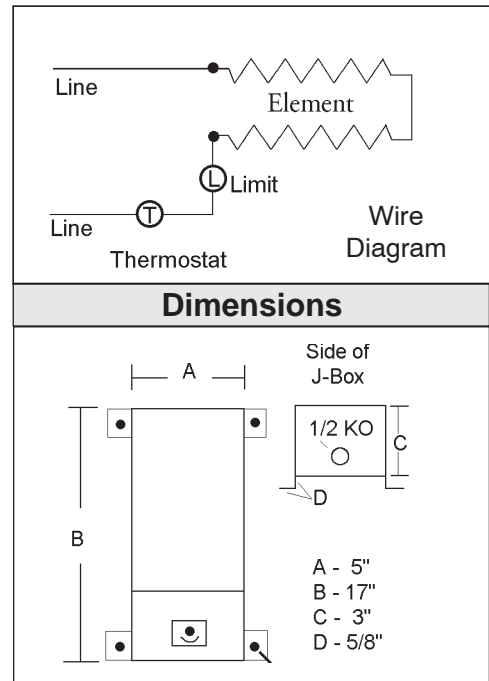 Line
Element
L Limit
T
Line
Wire
Diagram
Thermostat
Dimensions
Side of
J-Box
A
1/2 KO
C
D
B
A - 5"
B - 17"
C - 3"
D - 5/8"